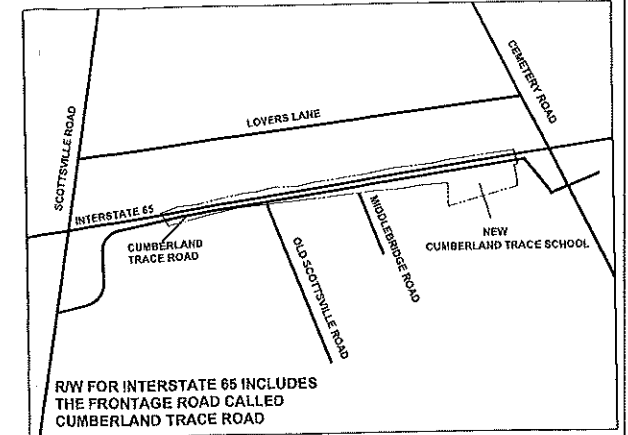 SCOTTSVILLE ROAD
LOVERS LANE
CEMETERY ROAD
INTERSTATE 65
CUMBERLAND
TRACE ROAD
OLD SCOTTSVILLE ROAD
MIDDLEBRIDGE ROAD
NEW
CUMBERLAND TRACE SCHOOL
R/W FOR INTERSTATE 65 INCLUDES
THE FRONTAGE ROAD CALLED
CUMBERLAND TRACE ROAD